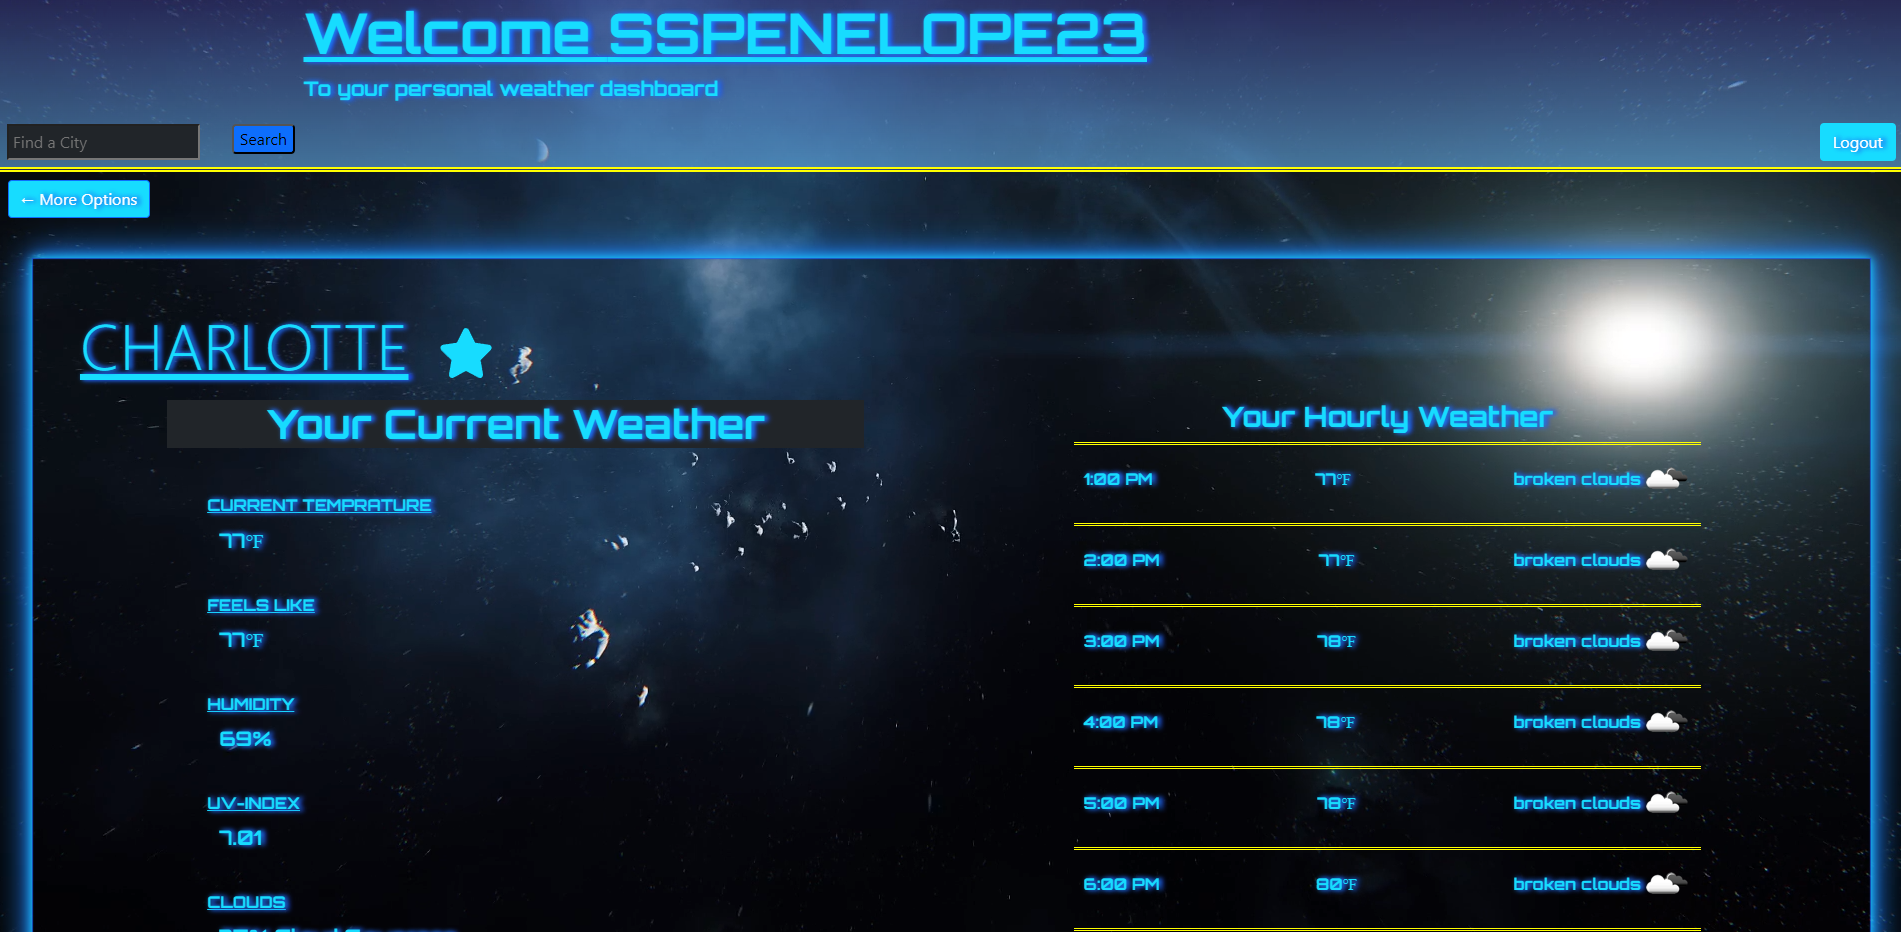 Welcome SSPENELOPE23
To your personal weather dashboard
Find a City
Search
Logout
← More Options
CHARLOTTE
Your Current Weather
CURRENT TEMPRATURE
77°F
FEELS LIKE
77°F
HUMIDITY
69%
UV-INDEX
7.01
CLOUDS
Your Hourly Weather
1:00 PM 77°F broken clouds
2:00 PM 77°F broken clouds
3:00 PM 78°F broken clouds
4:00 PM 78°F broken clouds
5:00 PM 78°F broken clouds
6:00 PM 80°F broken clouds